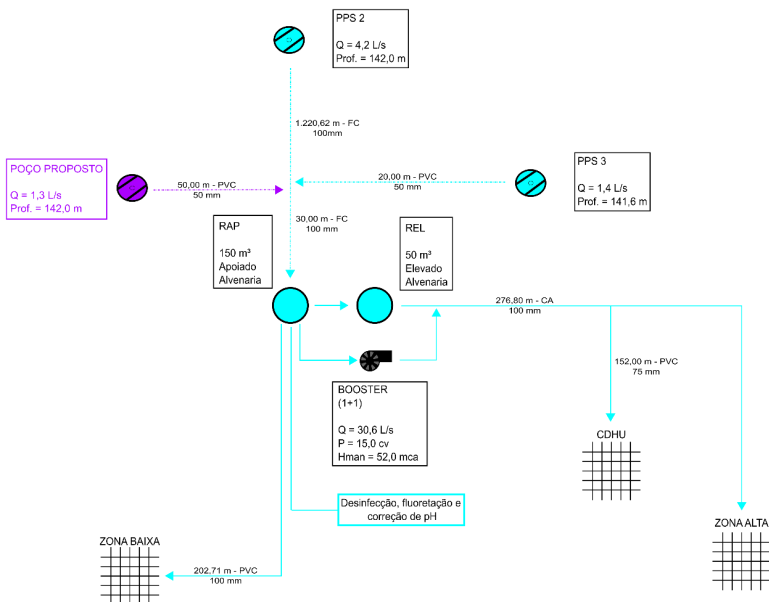 PPS 2
Q = 4,2 L/s
Prof. = 142,0 m
1.220,62 m - FC
100mm
POÇO PROPOSTO
Q = 1,3 L/s
Prof. = 142,0 m
50,00 m - PVC
50 mm
20,00 m - PVC
50 mm
PPS 3
Q = 1,4 L/s
Prof. = 141,6 m
30,00 m - FC
100 mm
RAP
150 m³
Apoiado
Alvenaria
REL
50 m³
Elevado
Alvenaria
276,80 m - CA
100 mm
152,00 m - PVC
75 mm
BOOSTER
(1+1)
Q = 30,6 L/s
P = 15,0 cv
Hman = 52,0 mca
CDHU
Desinfecção, fluoretação e
correção de pH
ZONA ALTA
ZONA BAIXA
202,71 m - PVC
100 mm